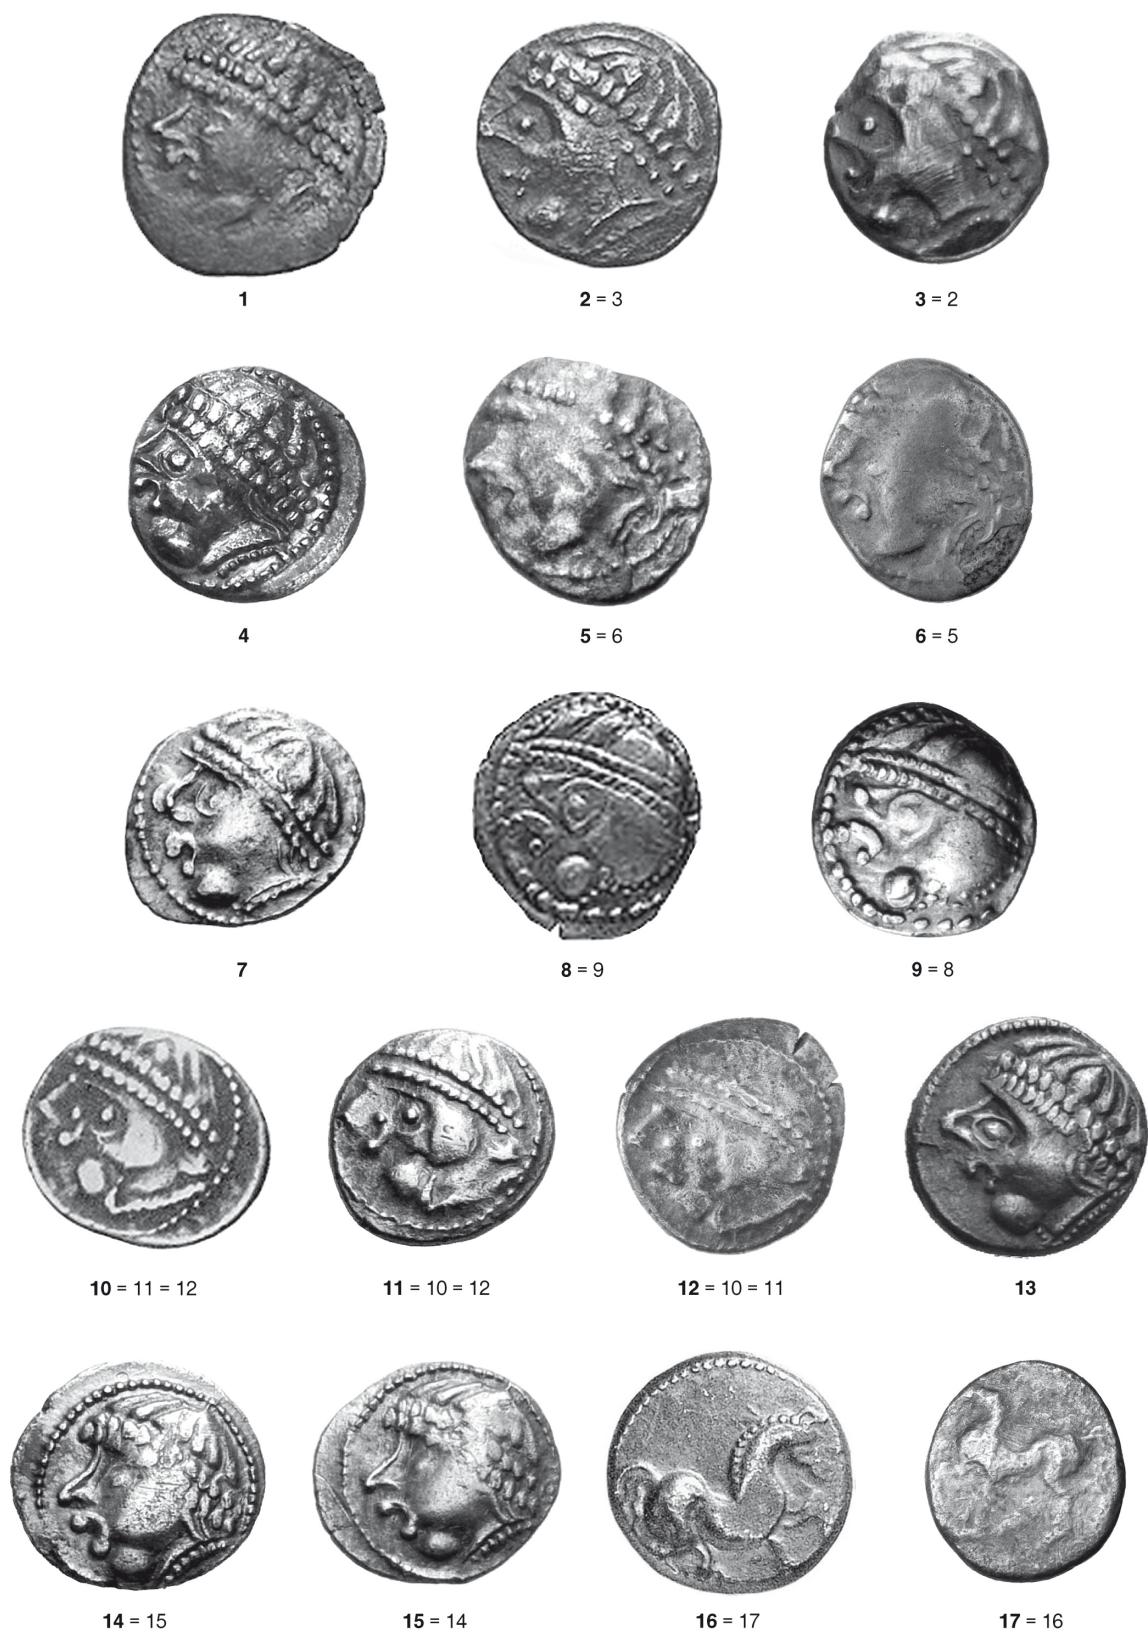 1 2 = 3 3 = 2
4 5 = 6 6 = 5
7 8 = 9 9 = 8
10 = 11 = 12 11 = 10 = 12 12 = 10 = 11 13
14 = 15 15 = 14 16 = 17 17 = 16